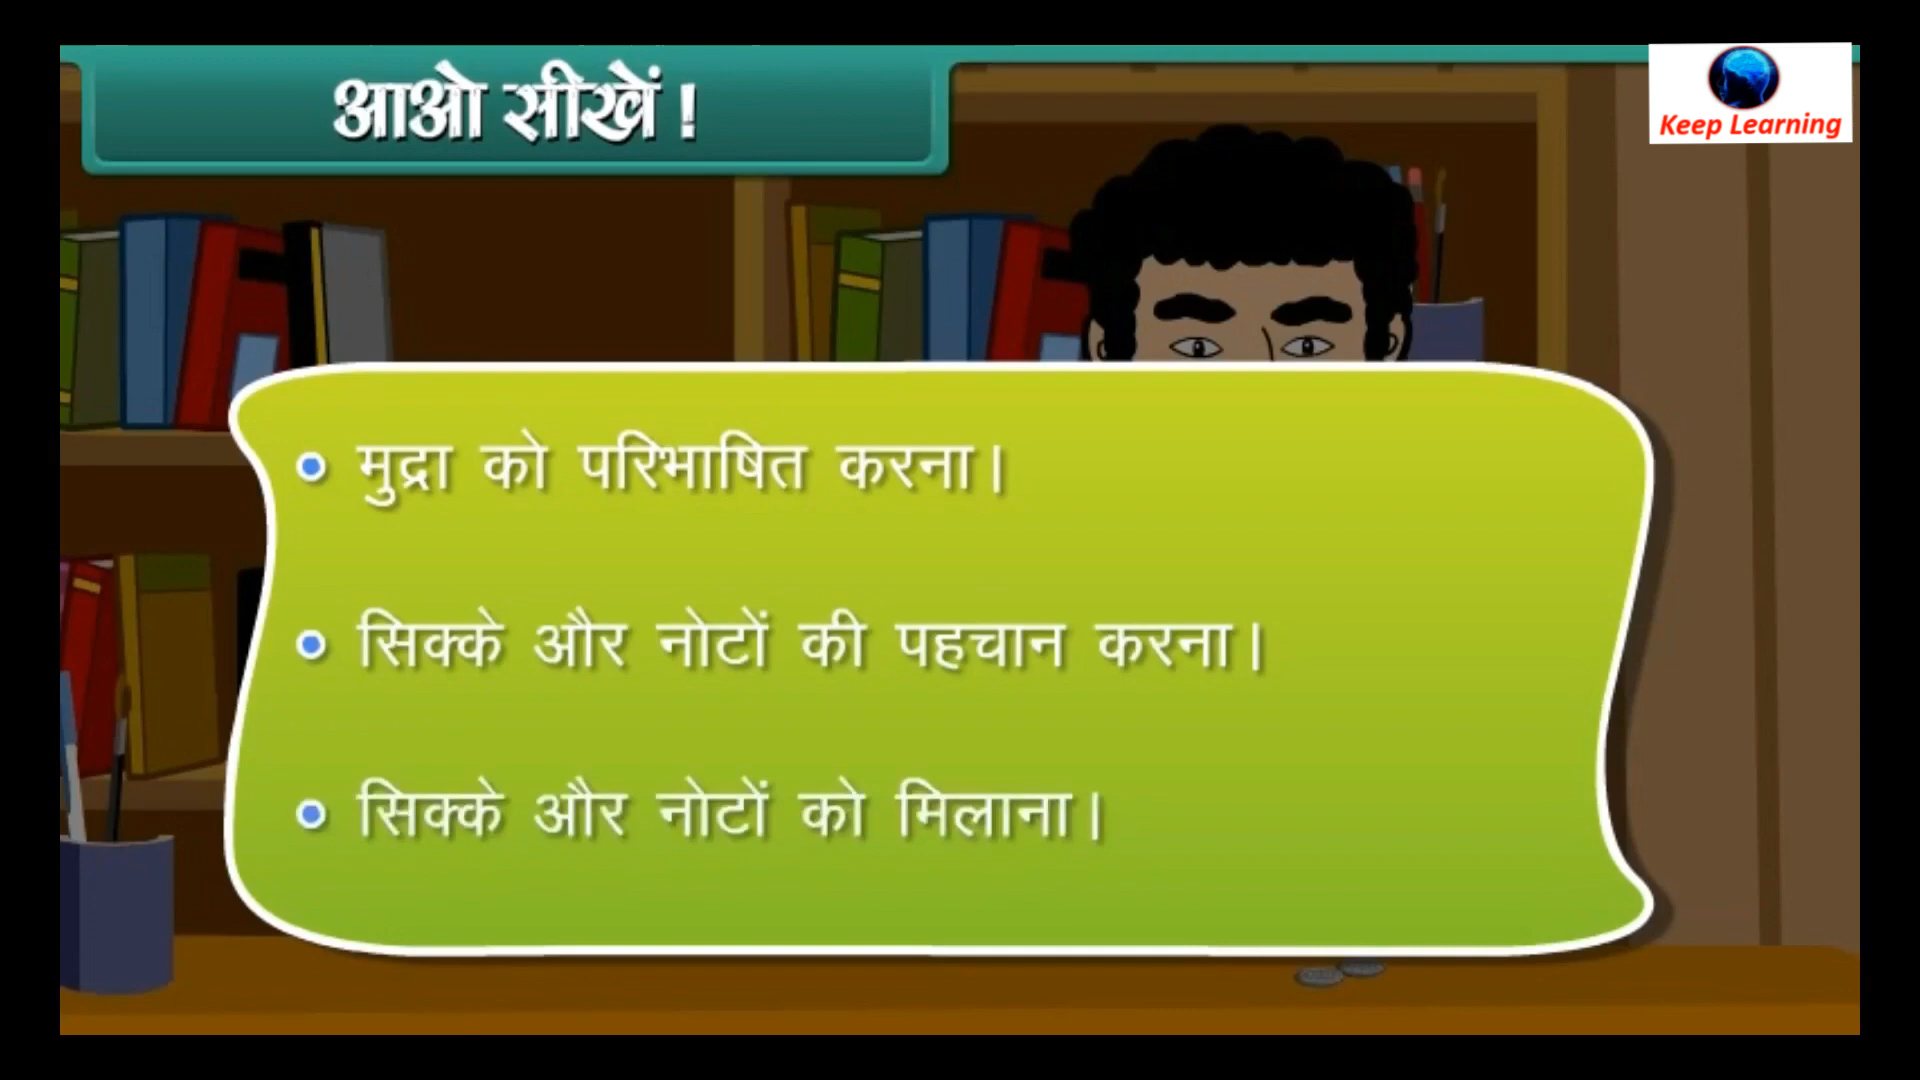 आओ सीखें !
Keep Learning
मुद्रा को परिभाषित करना।
सिक्के और नोटों की पहचान करना।
सिक्के और नोटों को मिलाना।